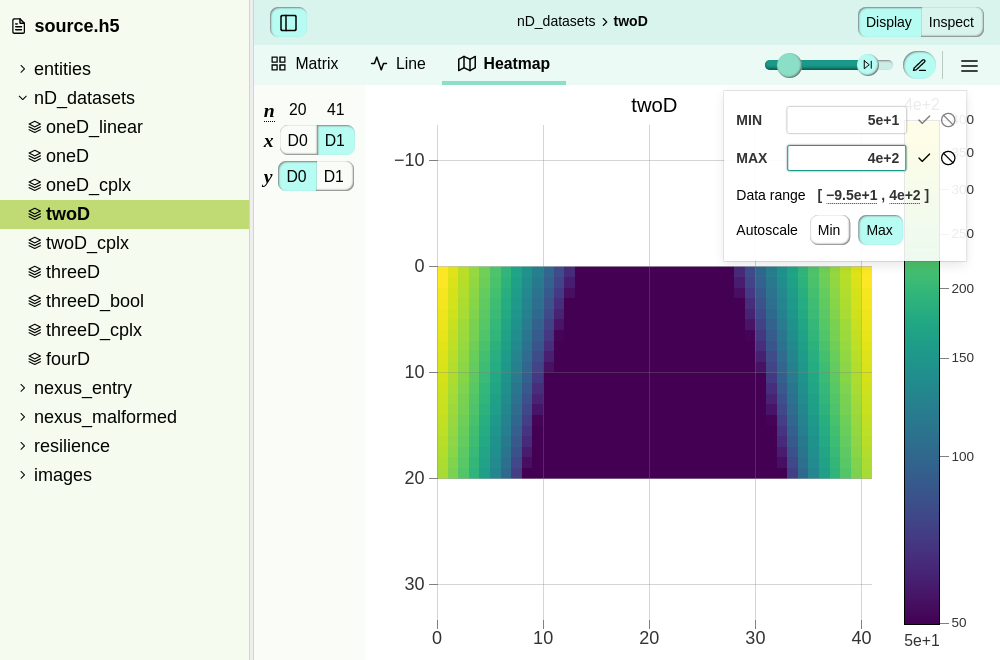 source.h5
entities
nD_datasets
oneD_linear
oneD
oneD_cplx
twoD
twoD_cplx
threeD
threeD_bool
threeD_cplx
fourD
nexus_entry
nexus_malformed
resilience
images
nD_datasets > twoD
Display Inspect
Matrix Line Heatmap
n 20 41
x D0 D1
y D0 D1
twoD
−10
0
10
20
30
0 10 20 30 40
MIN 5e+1
MAX 4e+2
Data range [ −9.5e+1 , 4e+2 ]
Autoscale Min Max
4e+2
300
250
200
150
100
50
5e+1